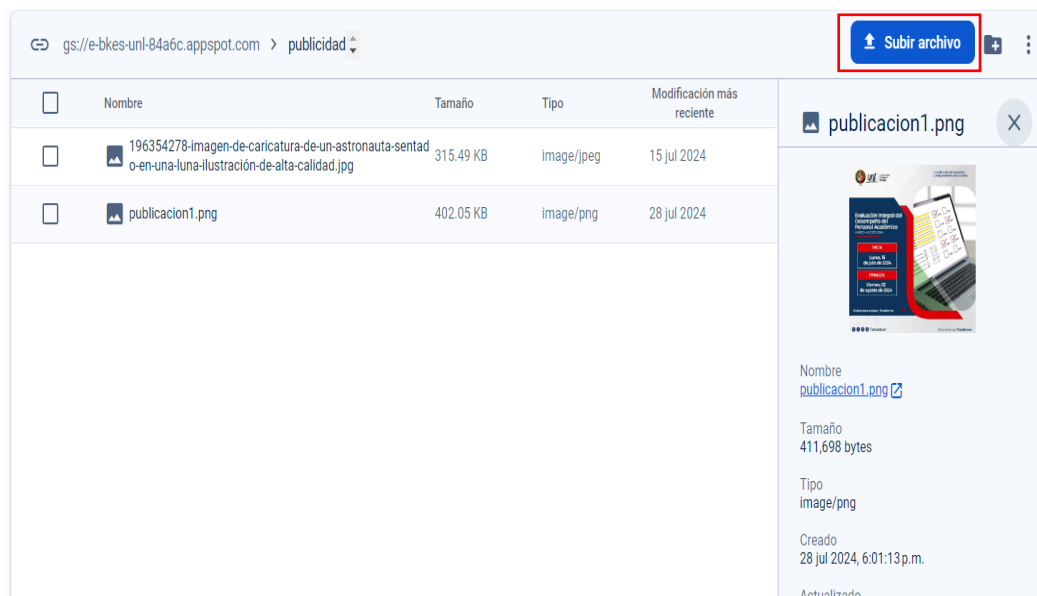 gs://e-bkes-unl-84a6c.appspot.com > publicidad
Subir archivo
Nombre
Tamaño
Tipo
Modificación más
reciente
196354278-imagen-de-caricatura-de-un-astronauta-sentad
o-en-una-luna-ilustración-de-alta-calidad.jpg
315.49 KB
image/jpeg
15 jul 2024
publicacion1.png
402.05 KB
image/png
28 jul 2024
publicacion1.png
unl
Evaluación Integral del
Desempeño del
Personal Académico
INICIA
Lunes, 15
de julio de 2024
FINALIZA
Viernes, 02
de agosto de 2024
Nombre
publicacion1.png
Tamaño
411,698 bytes
Tipo
image/png
Creado
28 jul 2024, 6:01:13 p.m.
Actualizado